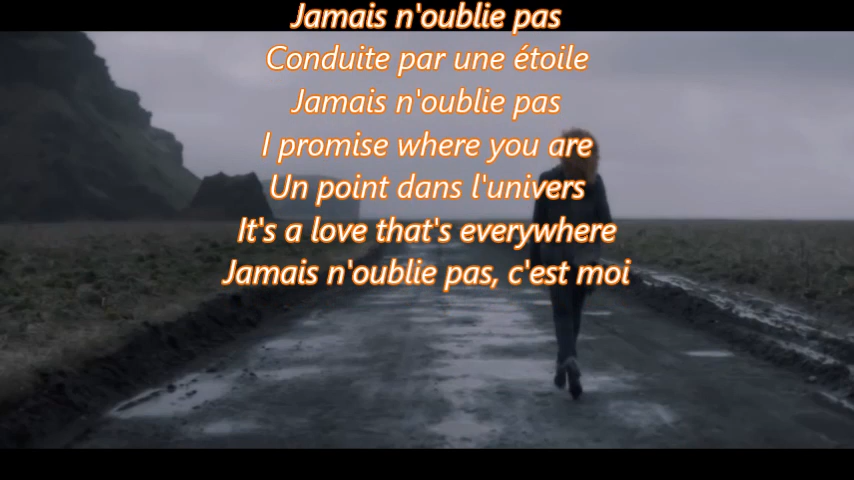 Jamais n'oublie pas
Conduite par une étoile
Jamais n'oublie pas
I promise where you are
Un point dans l'univers
It's a love that's everywhere
Jamais n'oublie pas, c'est moi